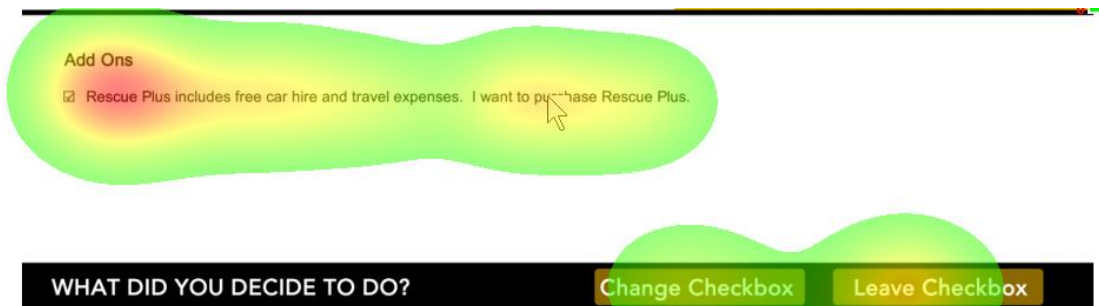 Add Ons
☑ Rescue Plus includes free car hire and travel expenses. I want to purchase Rescue Plus.
WHAT DID YOU DECIDE TO DO? Change Checkbox Leave Checkbox